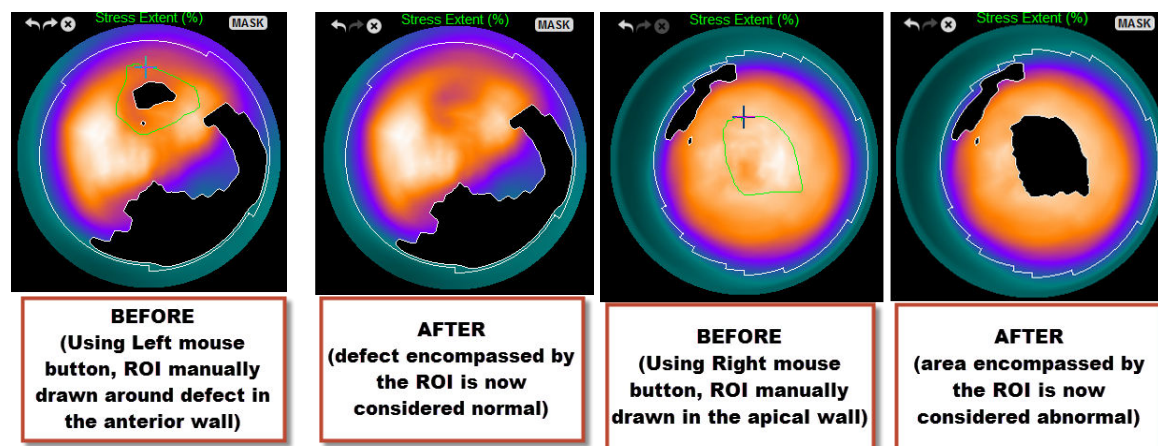 Stress Extent (%)
MASK
Stress Extent (%)
MASK
Stress Extent (%)
MASK
Stress Extent (%)
MASK
BEFORE
(Using Left mouse
button, ROI manually
drawn around defect in
the anterior wall)
AFTER
(defect encompassed by
the ROI is now
considered normal)
BEFORE
(Using Right mouse
button, ROI manually
drawn in the apical wall)
AFTER
(area encompassed by
the ROI is now
considered abnormal)